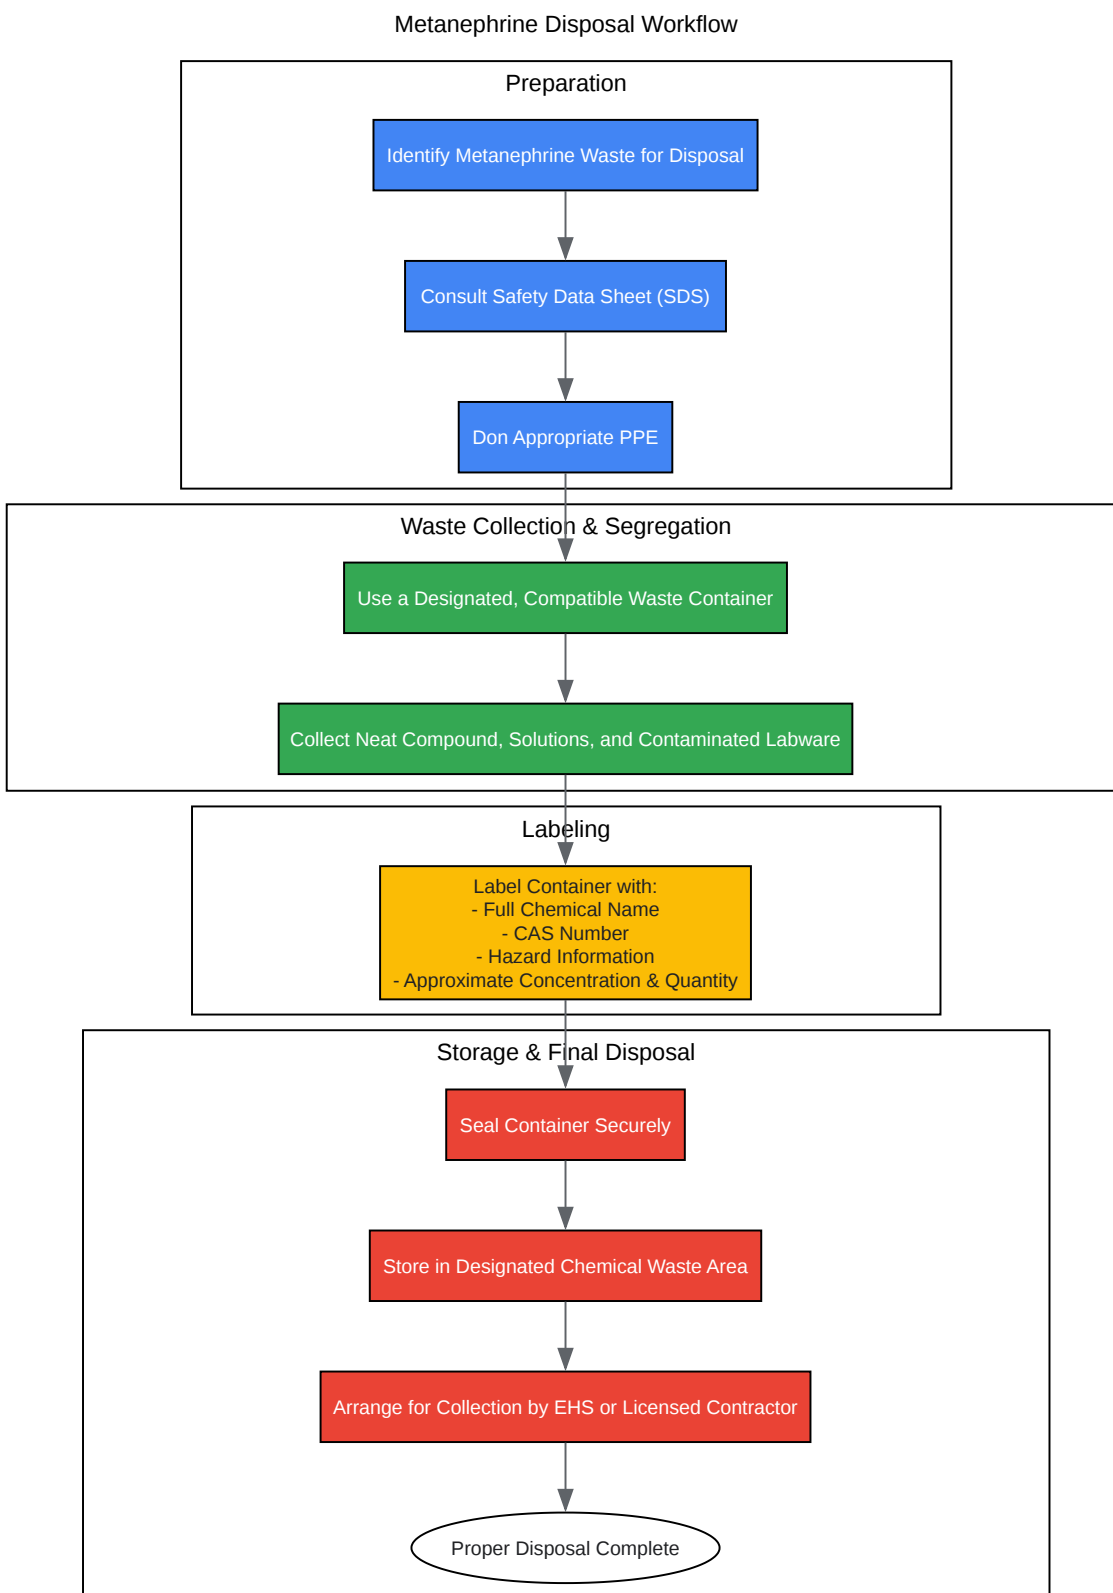 Metanephrine Disposal Workflow
Preparation
Identify Metanephrine Waste for Disposal
Consult Safety Data Sheet (SDS)
Don Appropriate PPE
Waste Collection & Segregation
Use a Designated, Compatible Waste Container
Collect Neat Compound, Solutions, and Contaminated Labware
Labeling
Label Container with:
- Full Chemical Name
- CAS Number
- Hazard Information
- Approximate Concentration & Quantity
Storage & Final Disposal
Seal Container Securely
Store in Designated Chemical Waste Area
Arrange for Collection by EHS or Licensed Contractor
Proper Disposal Complete